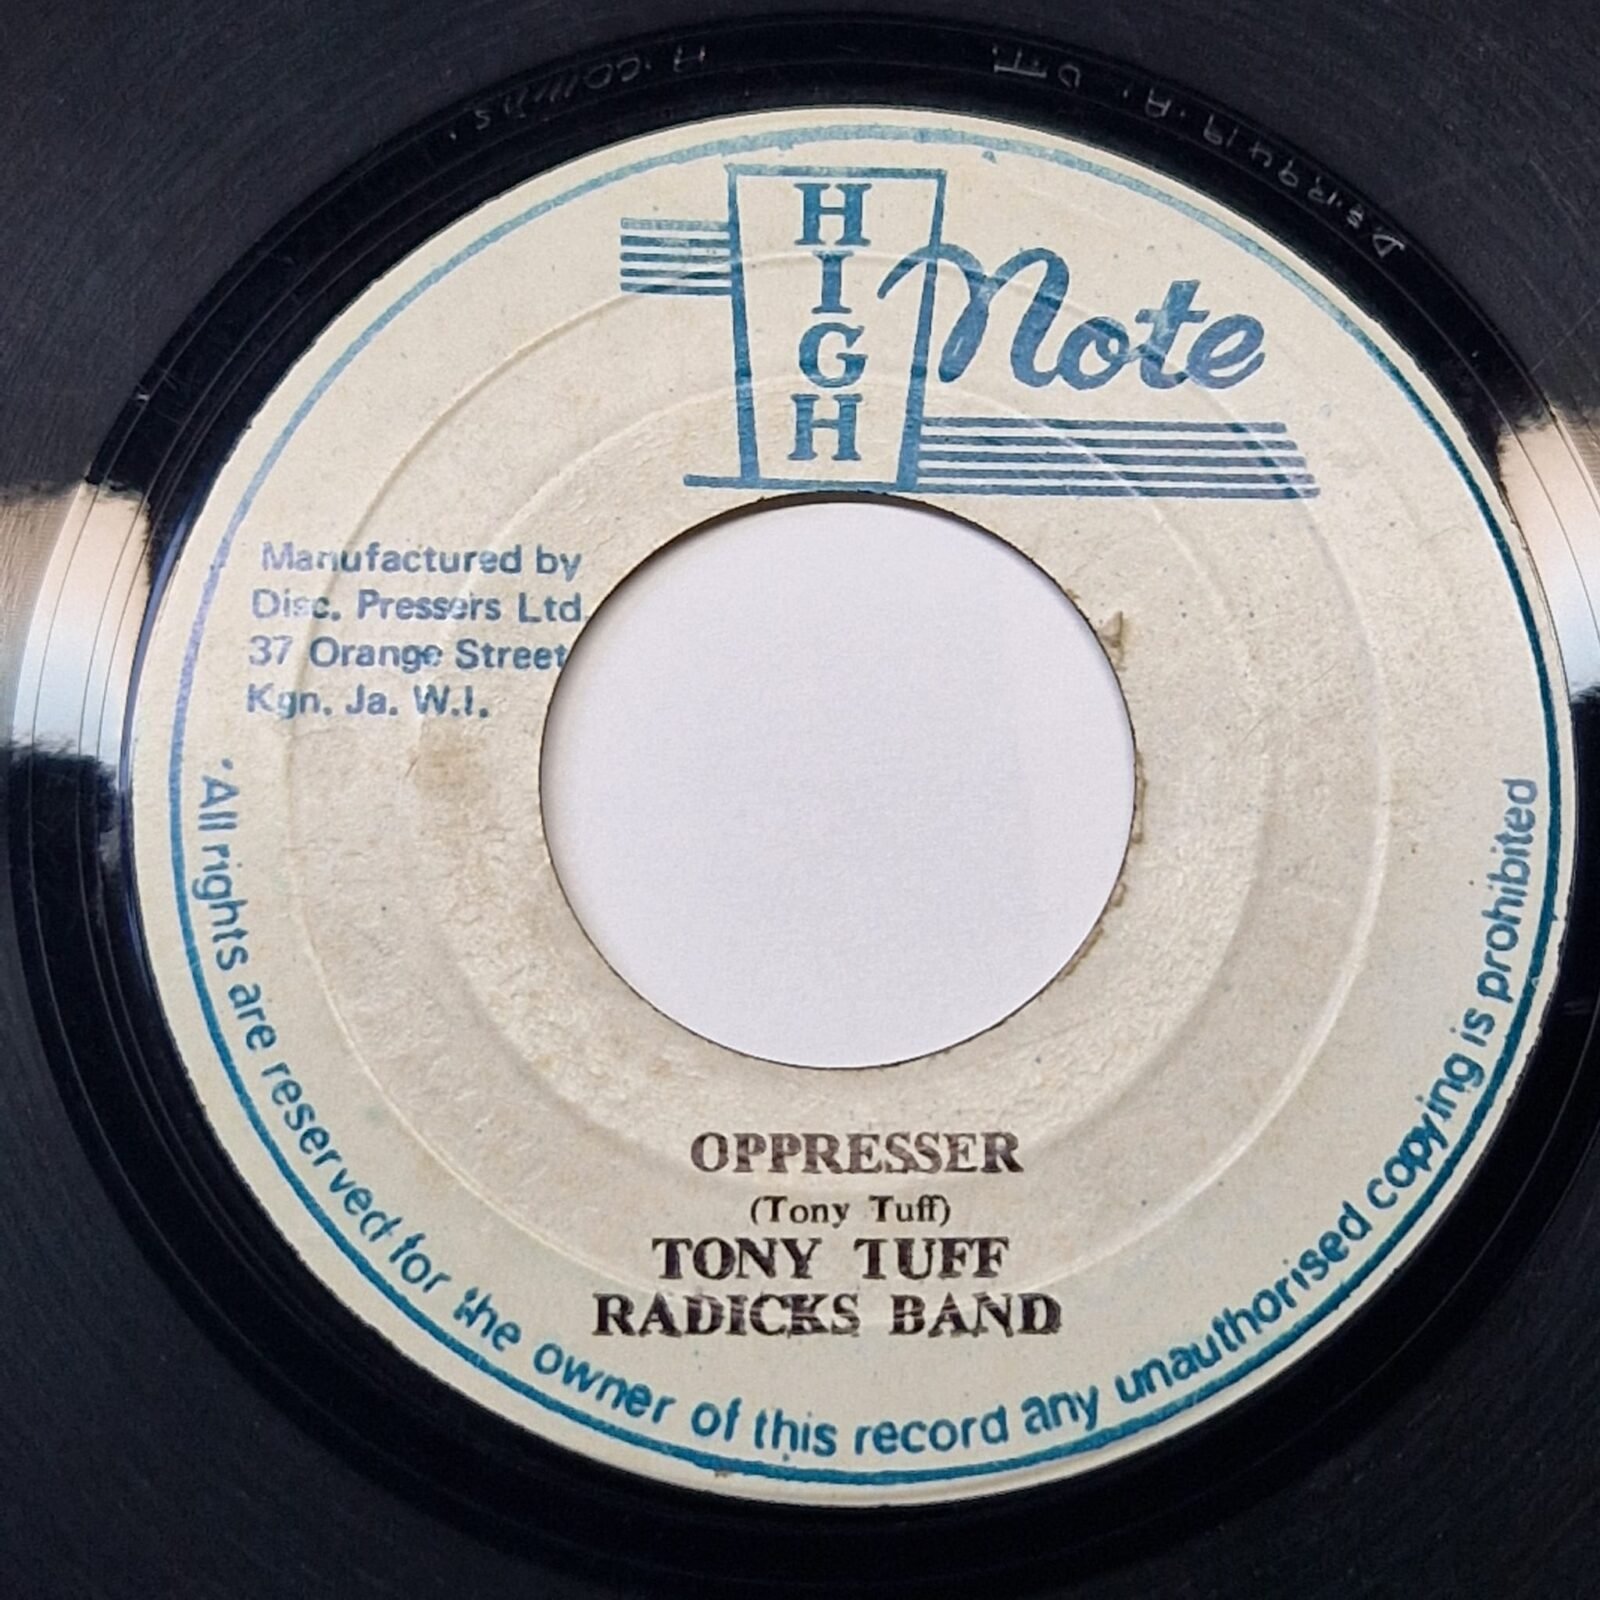 HIGH Note
Manufactured by
Disc. Pressers Ltd.
37 Orange Street
Kgn. Ja. W.I.
OPPRESSER
(Tony Tuff)
TONY TUFF
RADICKS BAND
'All rights are reserved for the owner of this record any unauthorised copying is prohibited